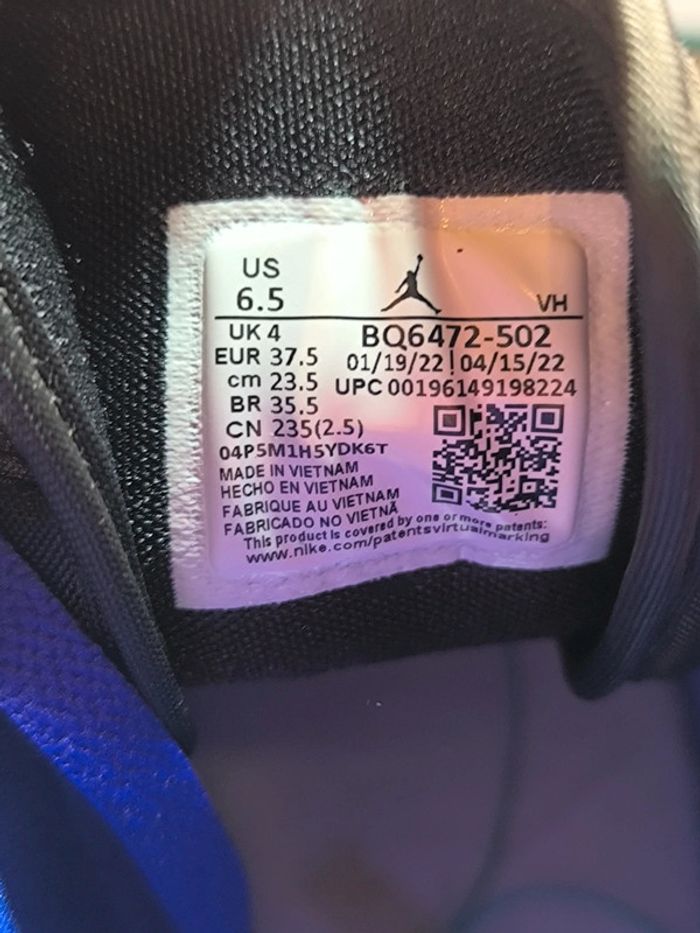 US
6.5
VH
UK 4
EUR 37.5
cm 23.5
BR 35.5
CN 235(2.5)
BQ6472-502
01/19/22 | 04/15/22
UPC 00196149198224
04P5M1H5YDK6T
MADE IN VIETNAM
HECHO EN VIETNAM
FABRIQUE AU VIETNAM
FABRICADO NO VIETNÃ
This product is covered by one or more patents:
www.nike.com/patentsvirtualmarking